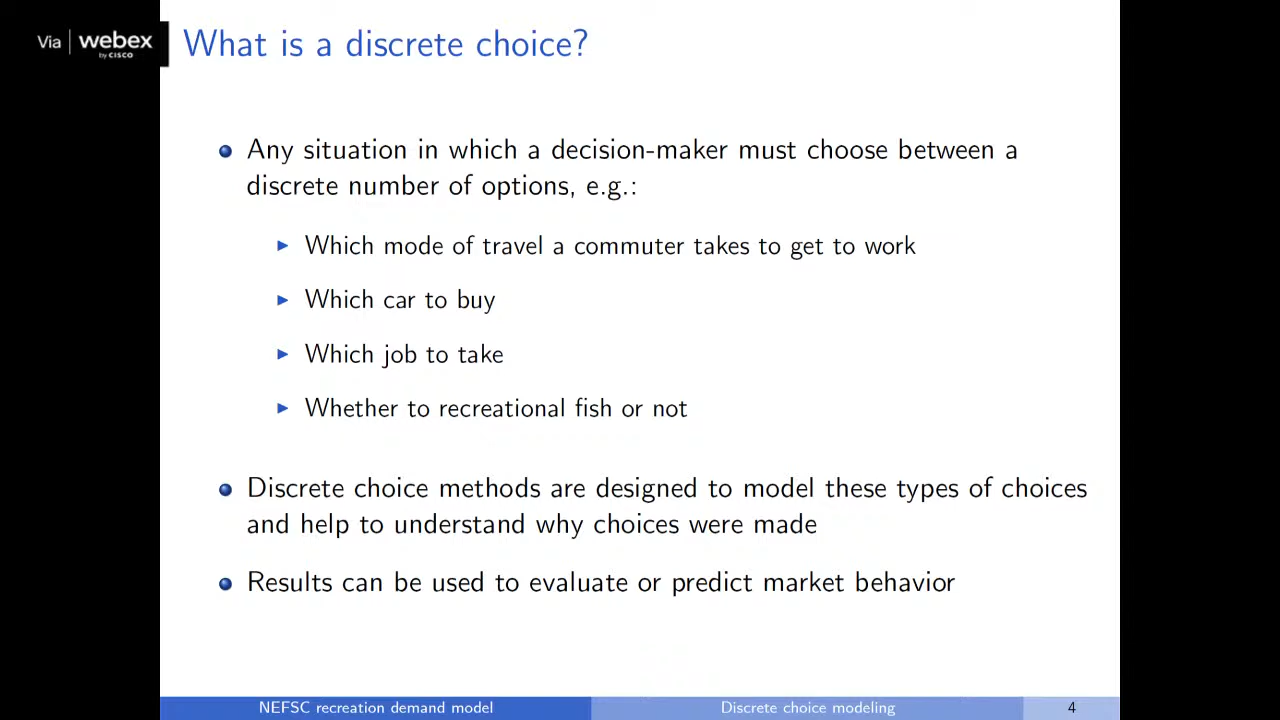 Via webex
by CISCO
What is a discrete choice?
Any situation in which a decision-maker must choose between a
discrete number of options, e.g.:
Which mode of travel a commuter takes to get to work
Which car to buy
Which job to take
Whether to recreational fish or not
Discrete choice methods are designed to model these types of choices
and help to understand why choices were made
Results can be used to evaluate or predict market behavior
NEFSC recreation demand model
Discrete choice modeling
4